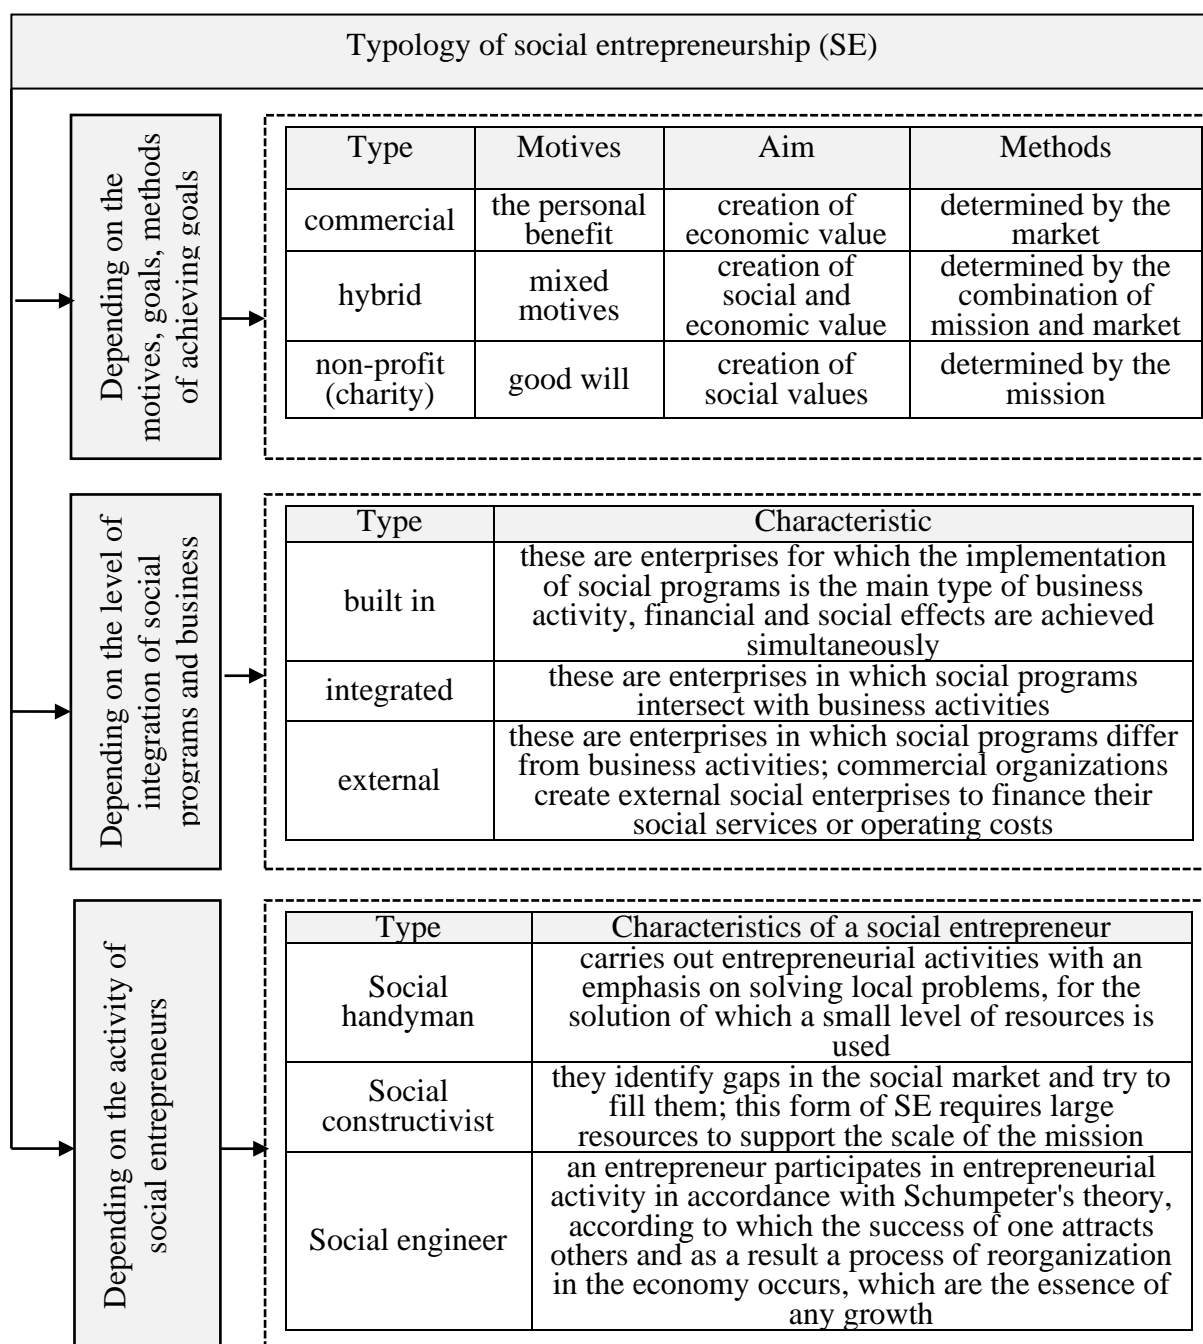 Typology of social entrepreneurship (SE)
Depending on the
motives, goals, methods
of achieving goals
Type Motives Aim Methods
commercial
the personal
benefit
creation of
economic value
determined by the
market
hybrid
mixed
motives
creation of
social and
economic value
determined by the
combination of
mission and market
non-profit
(charity)
good will
creation of
social values
determined by the
mission
Depending on the level of
integration of social
programs and business
Type Characteristic
built in
these are enterprises for which the implementation
of social programs is the main type of business
activity, financial and social effects are achieved
simultaneously
integrated
these are enterprises in which social programs
intersect with business activities
external
these are enterprises in which social programs differ
from business activities; commercial organizations
create external social enterprises to finance their
social services or operating costs
Depending on the activity of
social entrepreneurs
Type Characteristics of a social entrepreneur
Social
handyman
carries out entrepreneurial activities with an
emphasis on solving local problems, for the
solution of which a small level of resources is
used
Social
constructivist
they identify gaps in the social market and try to
fill them; this form of SE requires large
resources to support the scale of the mission
Social engineer
an entrepreneur participates in entrepreneurial
activity in accordance with Schumpeter's theory,
according to which the success of one attracts
others and as a result a process of reorganization
in the economy occurs, which are the essence of
any growth